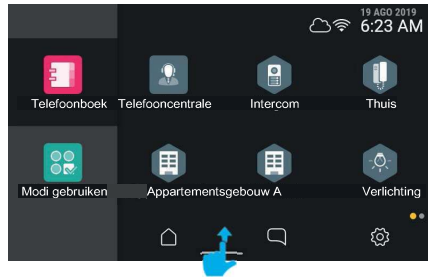 19 AGO 2019
6:23 AM
Telefoonboek Telefooncentrale Intercom Thuis
Modi gebruiken Appartementsgebouw A Verlichting